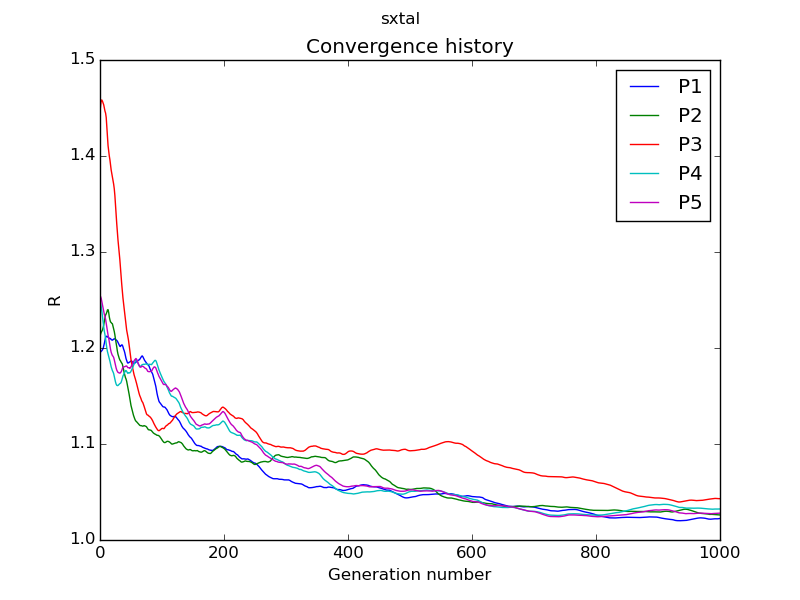 sxtal
Convergence history
1.5
1.4
1.3
1.2
1.1
1.0
R
0 200 400 600 800 1000
Generation number
P1
P2
P3
P4
P5